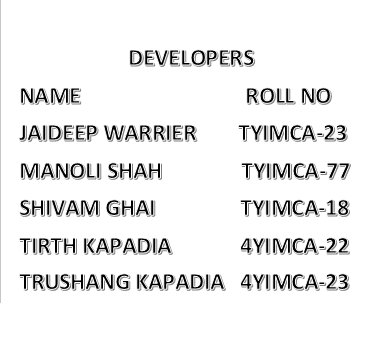 DEVELOPERS
NAME ROLL NO
JAIDEEP WARRIER TYIMCA-23
MANOLI SHAH TYIMCA-77
SHIVAM GHAI TYIMCA-18
TIRTH KAPADIA 4YIMCA-22
TRUSHANG KAPADIA 4YIMCA-23